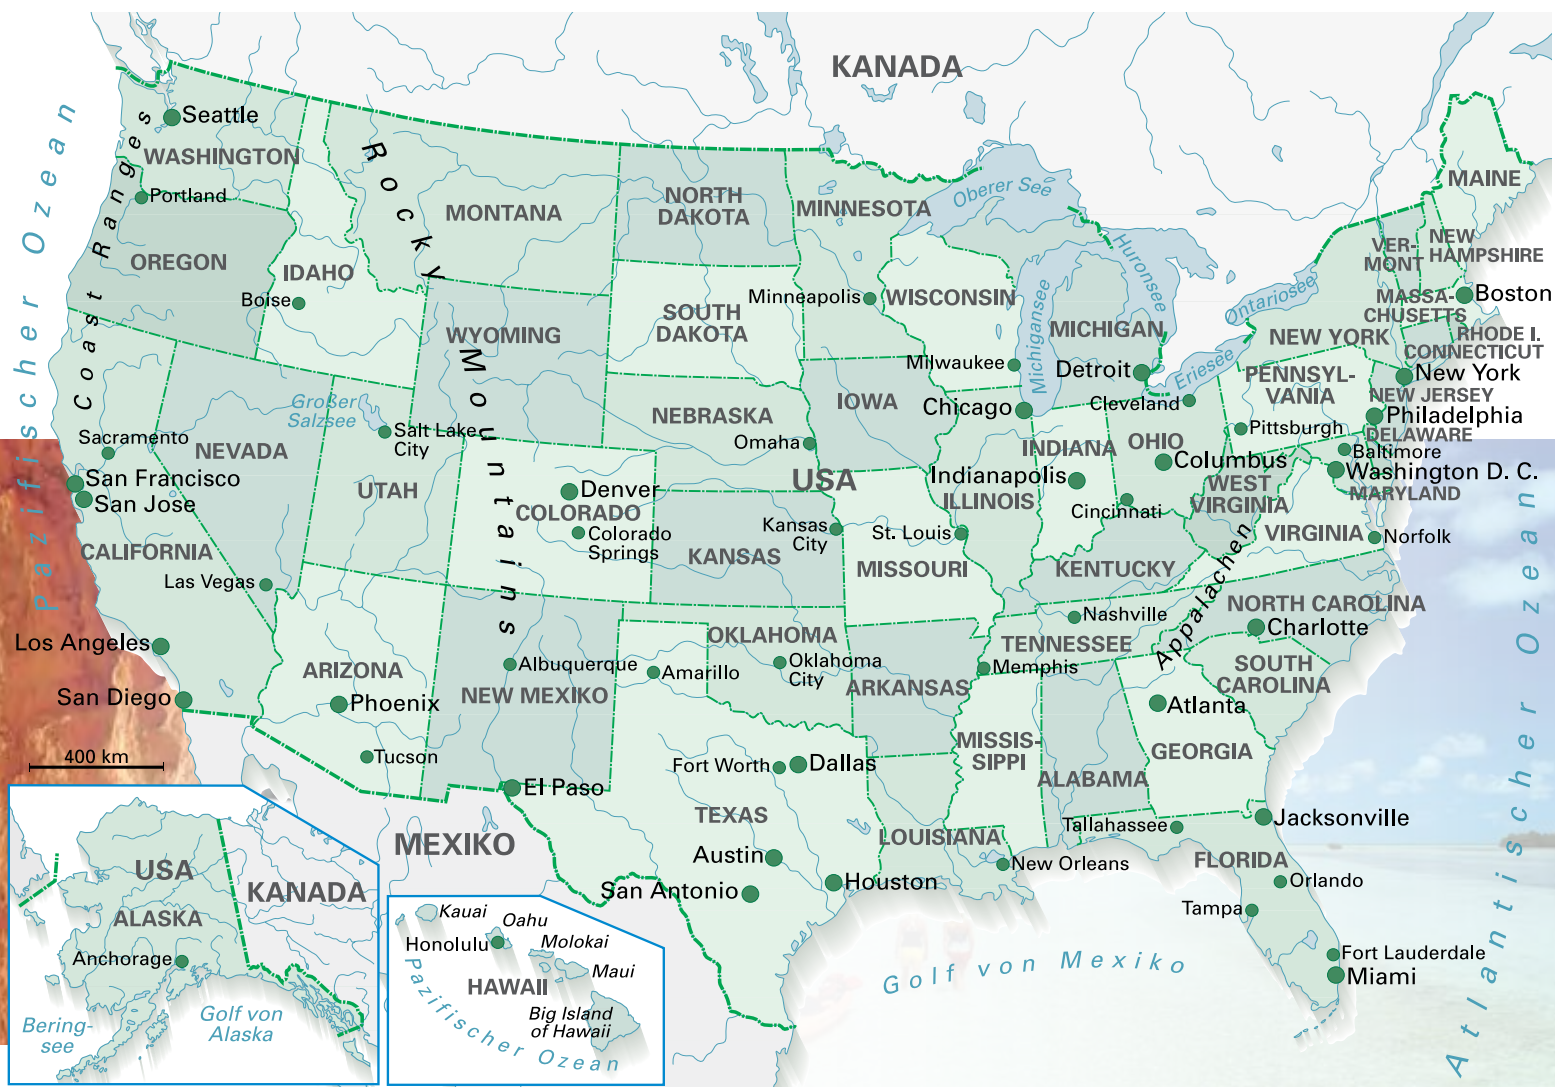 KANADA
Pazifischer Ozean
Coast Ranges
Rocky Mountains
Seattle
WASHINGTON
Portland
OREGON
IDAHO
Boise
MONTANA
NORTH
DAKOTA
MINNESOTA
Oberer See
MAINE
VER-
MONT
NEW
HAMPSHIRE
Huronsee
Michigansee
Ontariosee
Eriesee
WYOMING
SOUTH
DAKOTA
Minneapolis
WISCONSIN
MICHIGAN
MASSA-
CHUSETTS
Boston
NEW YORK
RHODE I.
CONNECTICUT
Milwaukee
Detroit
PENNSYL-
VANIA
New York
NEW JERSEY
Großer
Salzsee
NEBRASKA
IOWA
Chicago
Cleveland
Philadelphia
Sacramento
NEVADA
Salt Lake
City
Omaha
INDIANA
OHIO
Pittsburgh
DELAWARE
Baltimore
San Francisco
San Jose
UTAH
Denver
COLORADO
USA
Indianapolis
ILLINOIS
Columbus
WEST
VIRGINIA
Washington D. C.
MARYLAND
Colorado
Springs
KANSAS
Kansas
City
St. Louis
Cincinnati
VIRGINIA
Norfolk
CALIFORNIA
Las Vegas
MISSOURI
KENTUCKY
Appalachen
Los Angeles
ARIZONA
Albuquerque
Amarillo
OKLAHOMA
Oklahoma
City
Nashville
TENNESSEE
Memphis
NORTH CAROLINA
Charlotte
San Diego
Phoenix
NEW MEXIKO
ARKANSAS
SOUTH
CAROLINA
Atlanta
400 km
Tucson
Fort Worth
Dallas
MISSIS-
SIPPI
ALABAMA
GEORGIA
El Paso
TEXAS
MEXIKO
LOUISIANA
Tallahassee
Jacksonville
Austin
San Antonio
Houston
New Orleans
FLORIDA
Orlando
Tampa
Fort Lauderdale
Miami
Golf von Mexiko
Atlantischer Ozean
USA
KANADA
ALASKA
Anchorage
Bering-
see
Golf von
Alaska
Kauai
Oahu
Honolulu
Molokai
Maui
HAWAII
Big Island
of Hawaii
Pazifischer Ozean